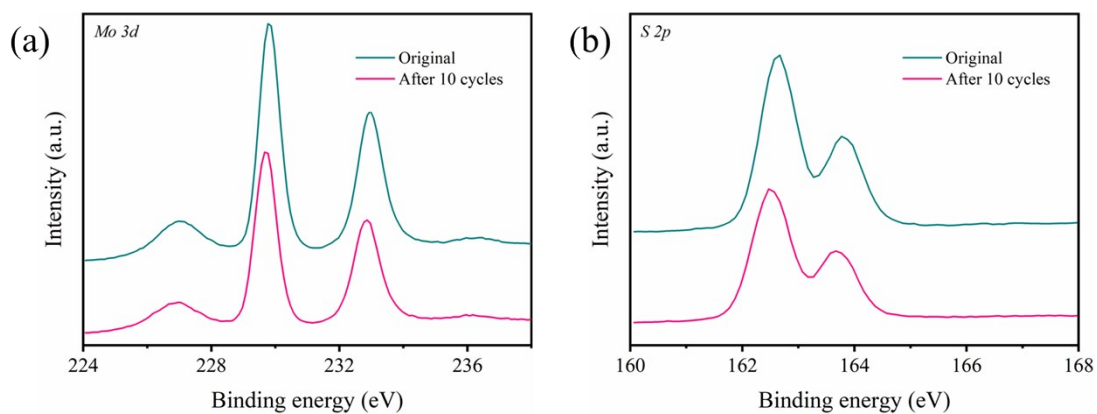 (a)
Mo 3d
Original
After 10 cycles
Intensity (a.u.)
224 228 232 236
Binding energy (eV)
(b)
S 2p
Original
After 10 cycles
Intensity (a.u.)
160 162 164 166 168
Binding energy (eV)